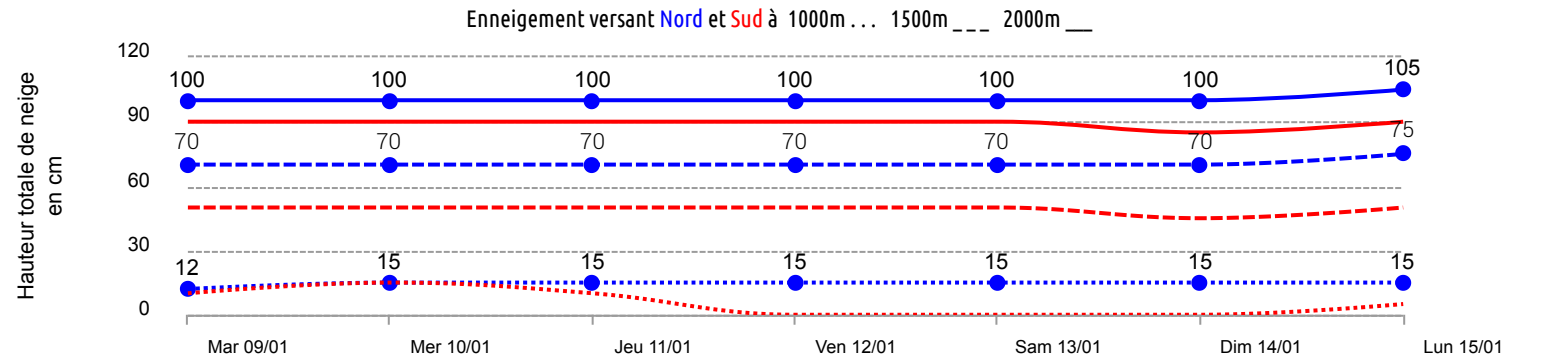 Enneigement versant Nord et Sud à 1000m . . . 1500m _ _ _ 2000m __
Hauteur totale de neige
en cm
120
90
60
30
0
100 100 100 100 100 100 105
70 70 70 70 70 70 75
12 15 15 15 15 15 15
Mar 09/01 Mer 10/01 Jeu 11/01 Ven 12/01 Sam 13/01 Dim 14/01 Lun 15/01